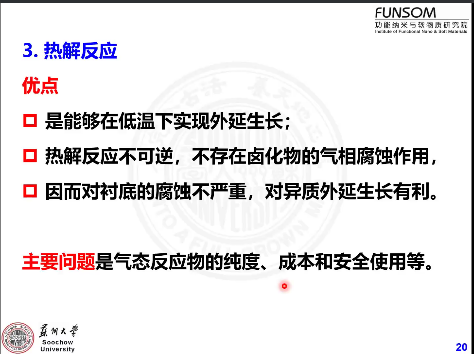 FUNSOM
功能纳米与软物质研究院
Institute of Functional Nano & Soft Materials
3. 热解反应
优点
是能够在低温下实现外延生长；
热解反应不可逆，不存在卤化物的气相腐蚀作用，
因而对衬底的腐蚀不严重，对异质外延生长有利。
主要问题是气态反应物的纯度、成本和安全使用等。
苏州大学
Soochow
University
20